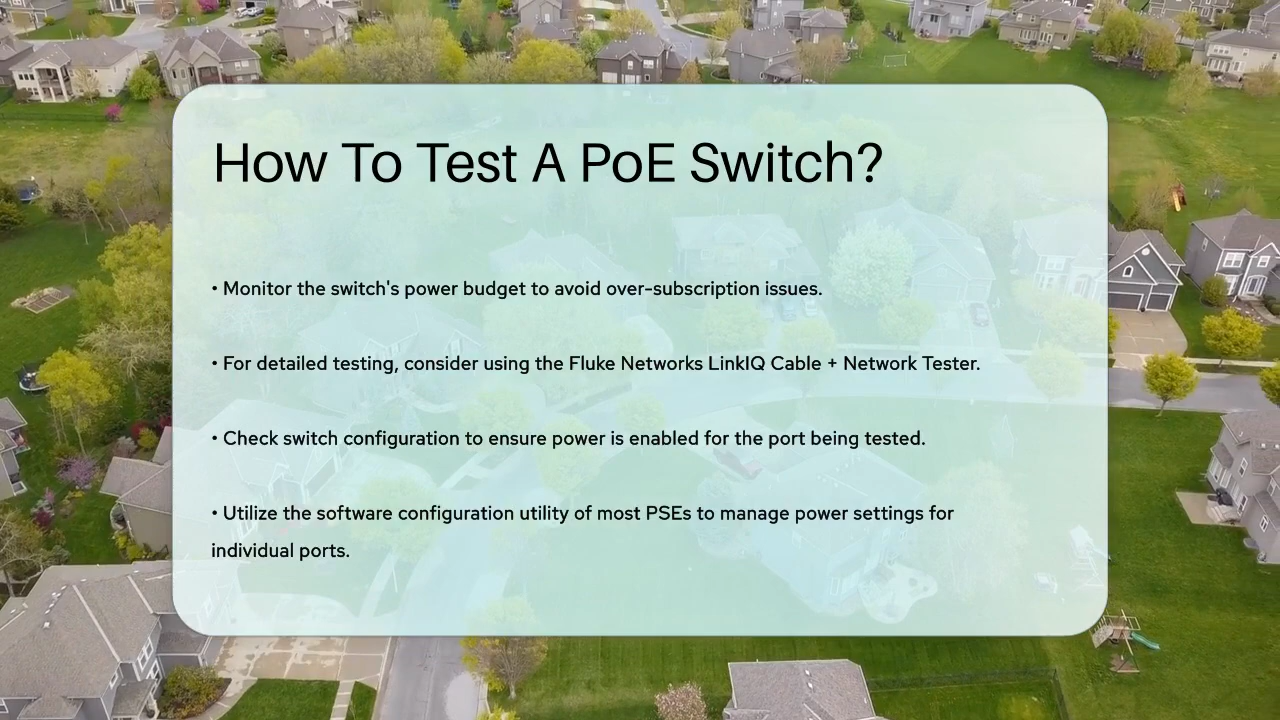 How To Test A PoE Switch?
• Monitor the switch's power budget to avoid over-subscription issues.
• For detailed testing, consider using the Fluke Networks LinkIQ Cable + Network Tester.
• Check switch configuration to ensure power is enabled for the port being tested.
• Utilize the software configuration utility of most PSEs to manage power settings for
individual ports.